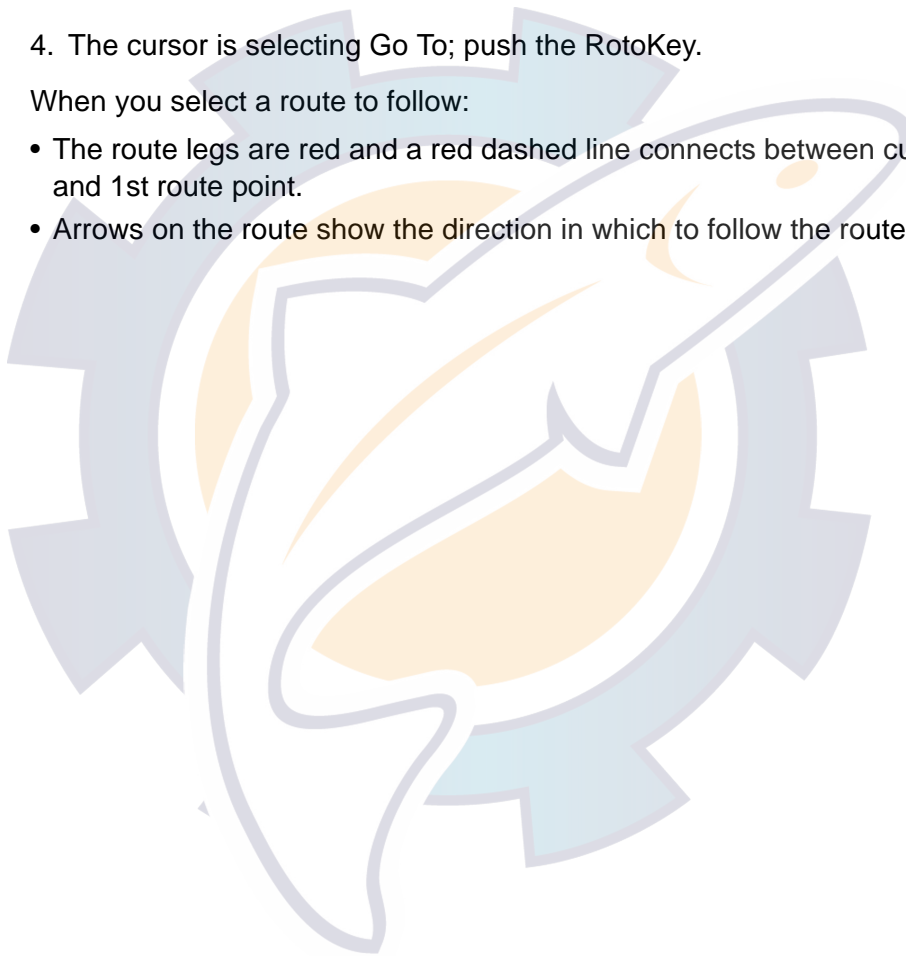 4. The cursor is selecting Go To; push the RotoKey.
When you select a route to follow:
• The route legs are red and a red dashed line connects between
and 1st route point.
• Arrows on the route show the direction in which to follow the route